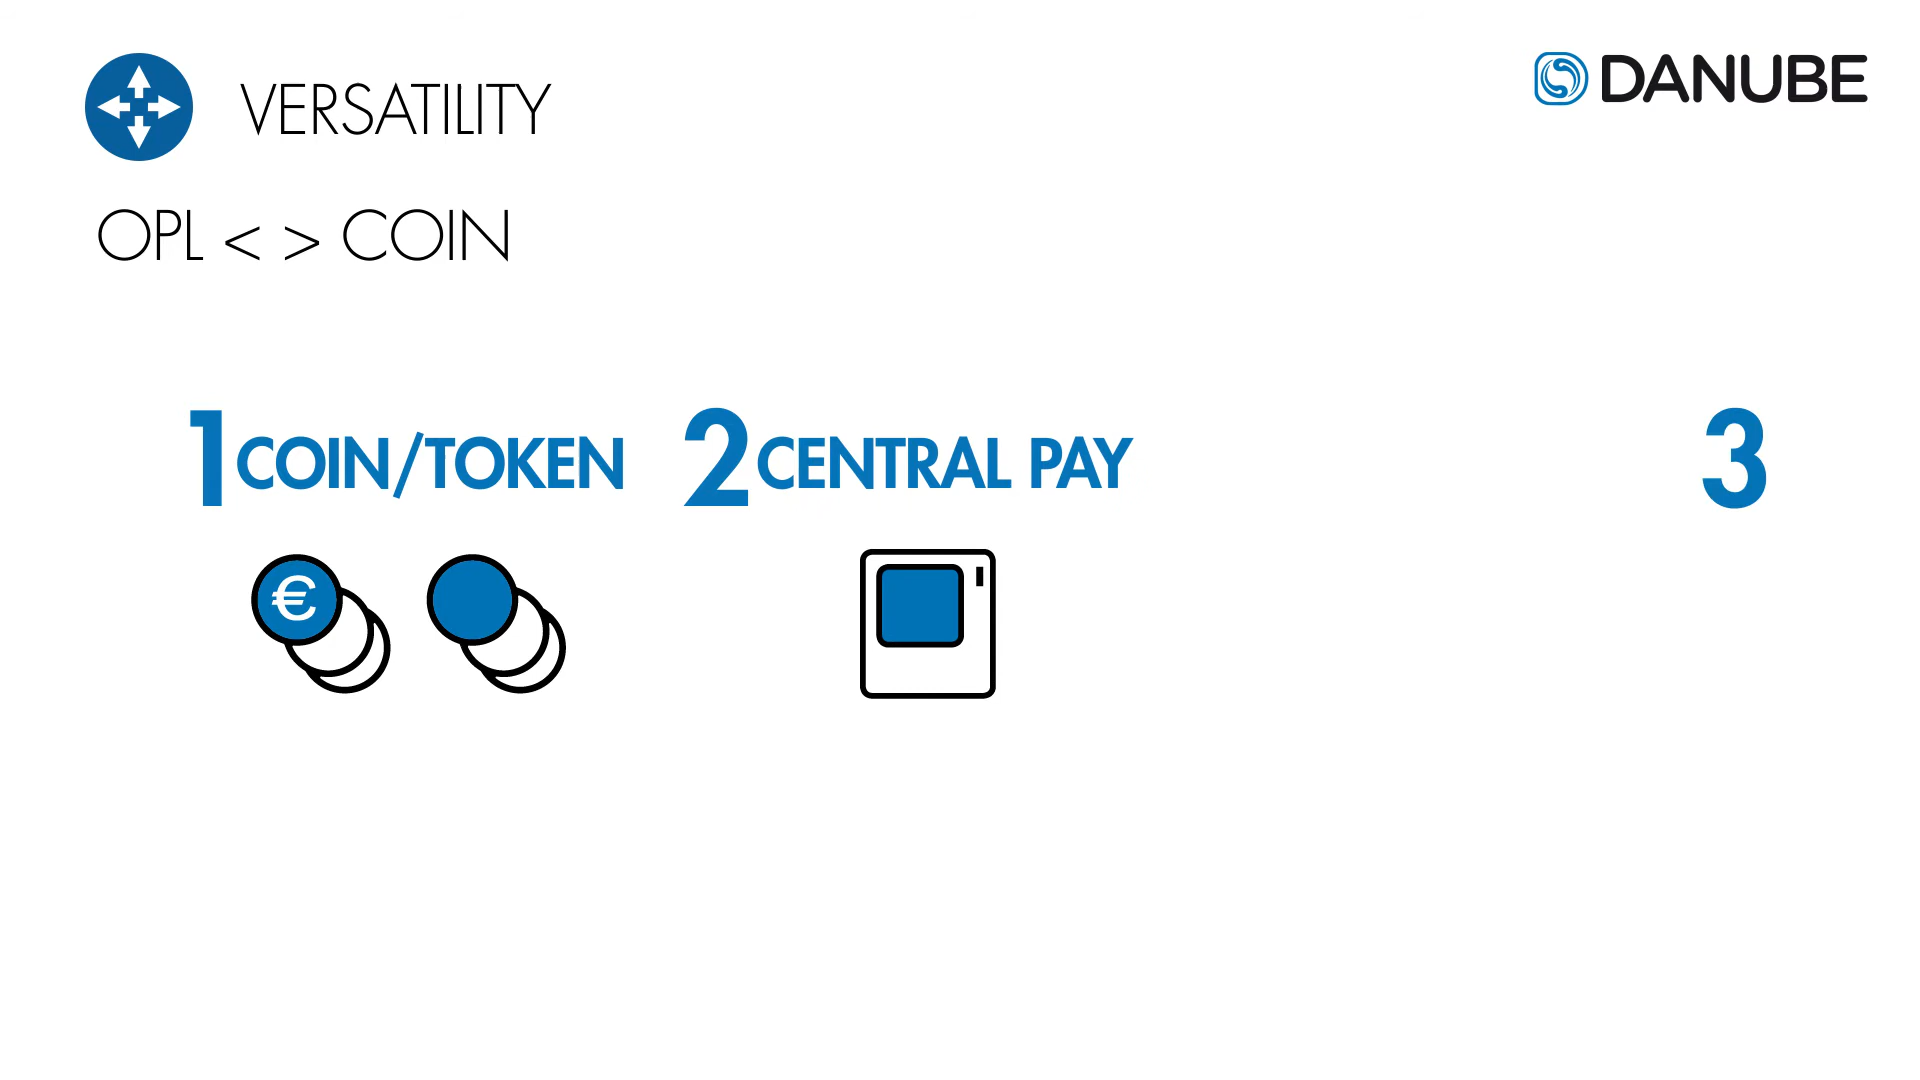 VERSATILITY
DANUBE
OPL < > COIN
1 COIN/TOKEN
2 CENTRAL PAY
3
€